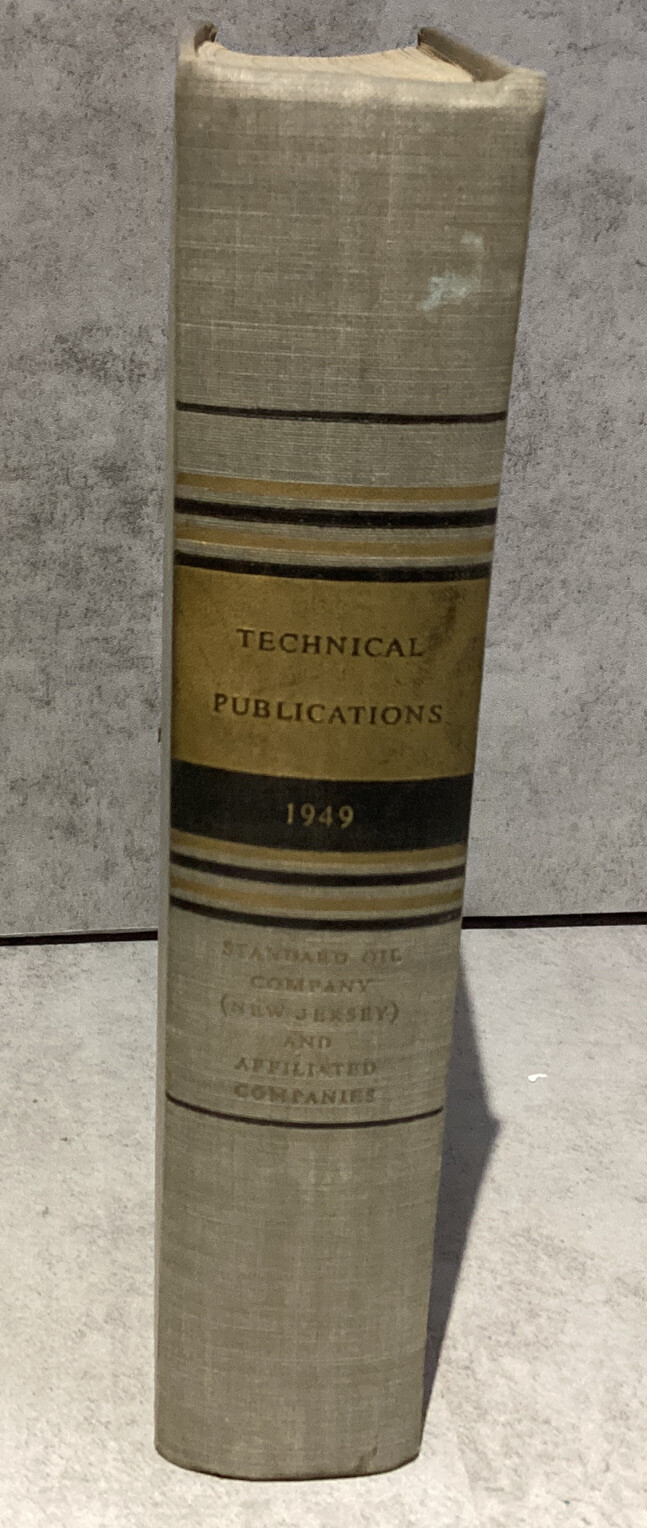 TECHNICAL
PUBLICATIONS
1949
STANDARD OIL
COMPANY
(NEW JERSEY)
AND
AFFILIATED
COMPANIES